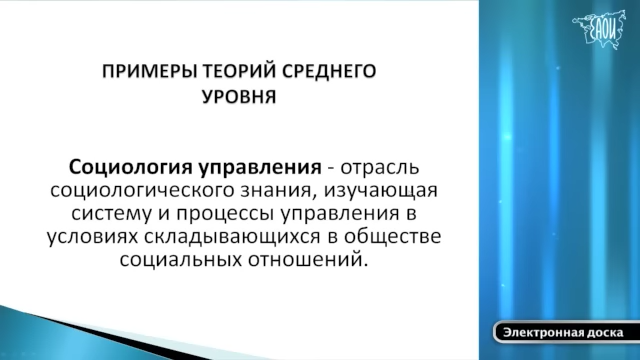 ЕАОИ
ПРИМЕРЫ ТЕОРИЙ СРЕДНЕГО
УРОВНЯ
Социология управления - отрасль
социологического знания, изучающая
систему и процессы управления в
условиях складывающихся в обществе
социальных отношений.
Электронная доска